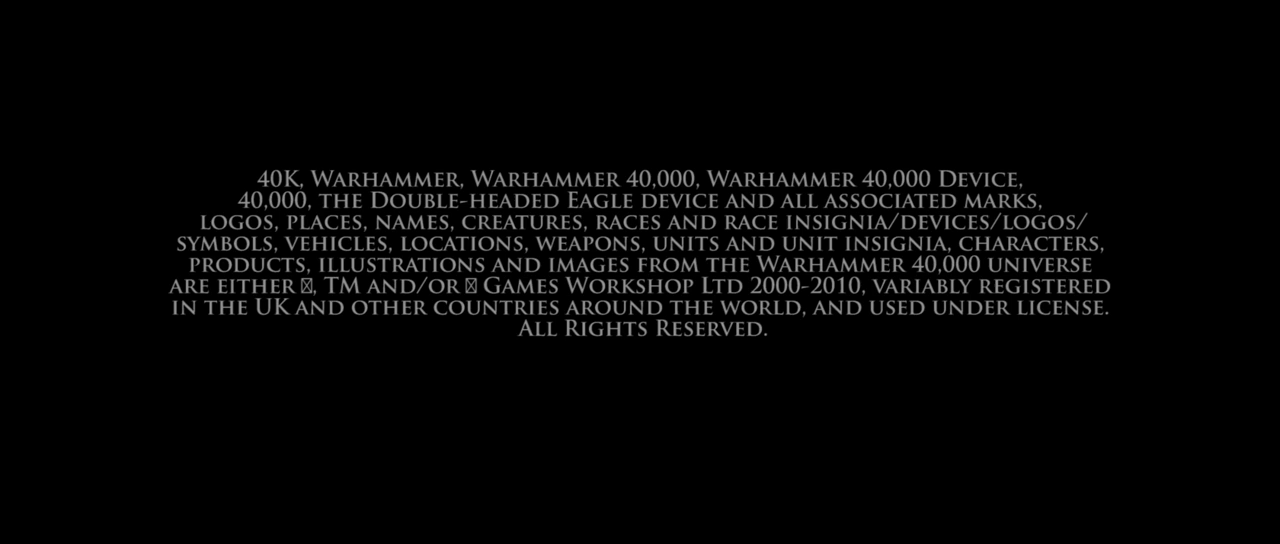 40K, Warhammer, Warhammer 40,000, Warhammer 40,000 Device,
40,000, the Double-headed Eagle device and all associated marks,
logos, places, names, creatures, races and race insignia/devices/logos/
symbols, vehicles, locations, weapons, units and unit insignia, characters,
products, illustrations and images from the Warhammer 40,000 universe
are either , TM and/or  Games Workshop Ltd 2000-2010, variably registered
in the UK and other countries around the world, and used under license.
All Rights Reserved.